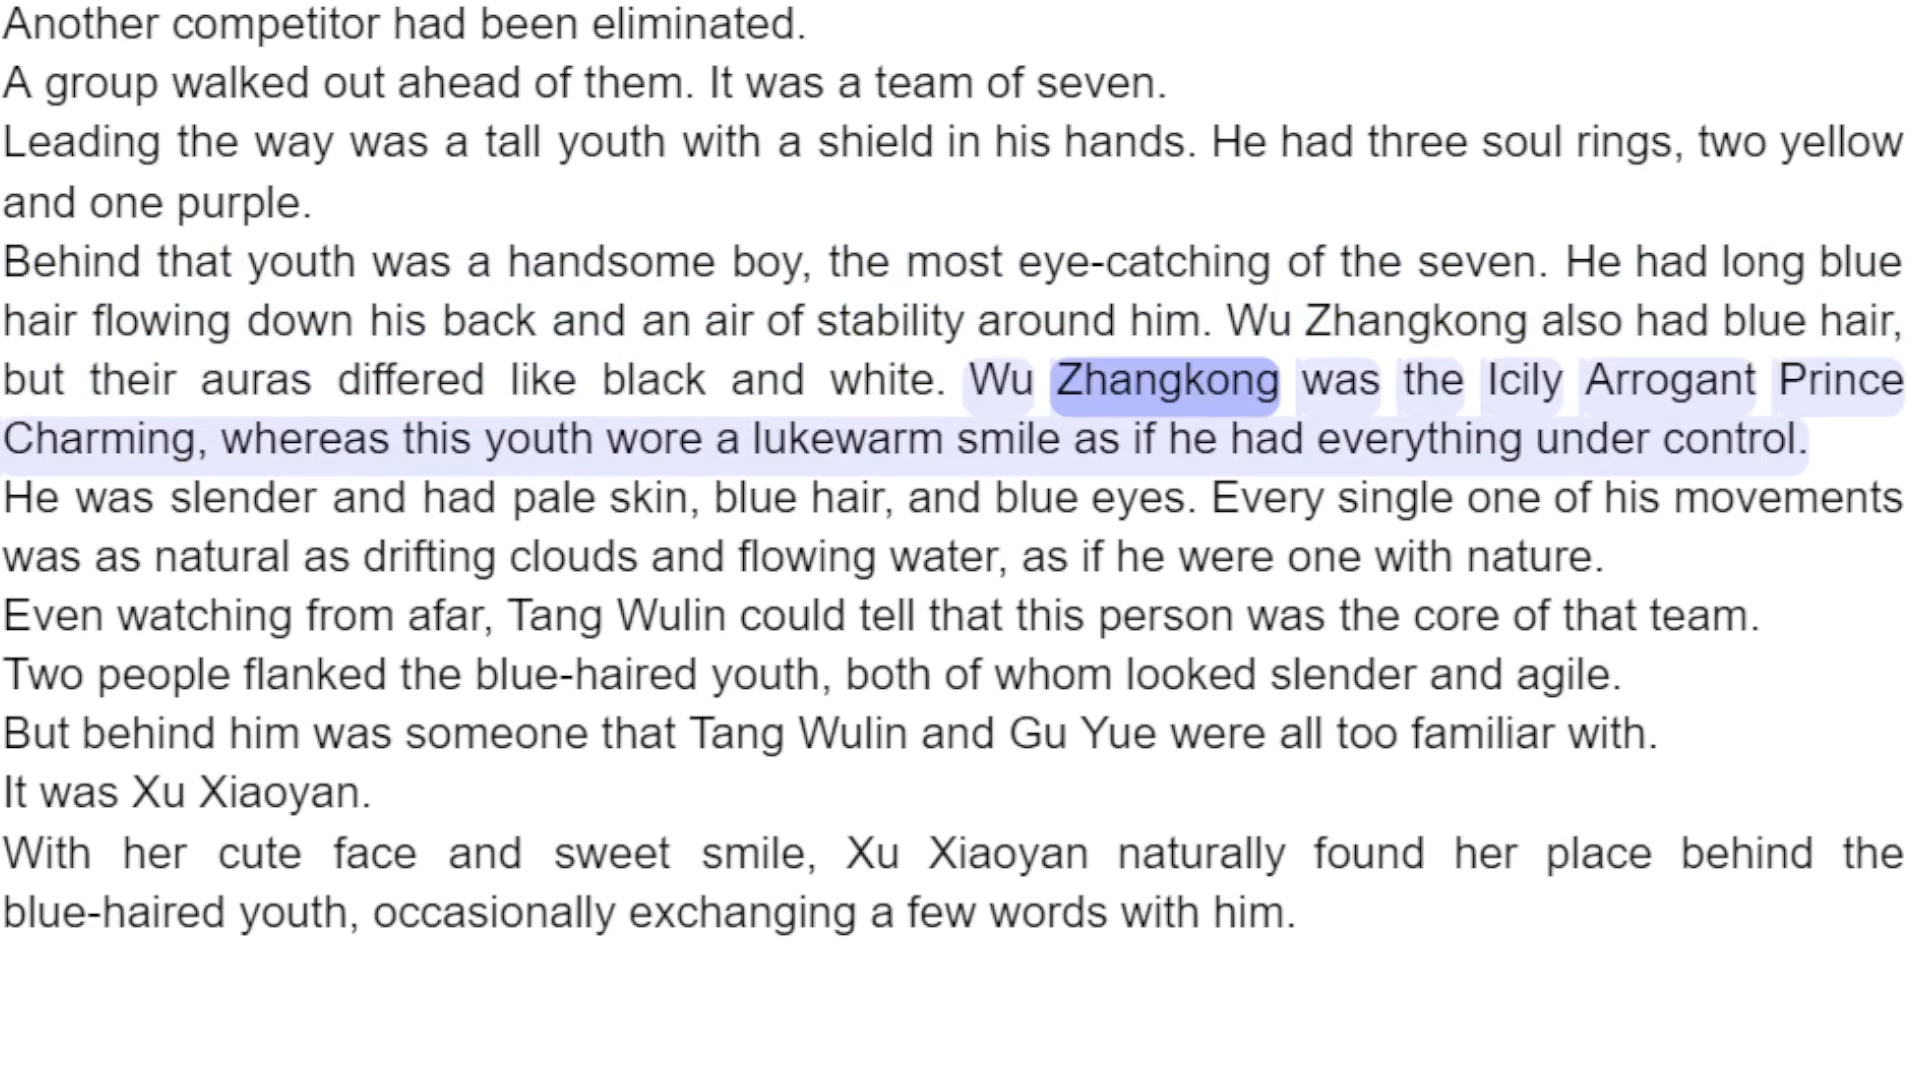 Another competitor had been eliminated.
A group walked out ahead of them. It was a team of seven.
Leading the way was a tall youth with a shield in his hands. He had three soul rings, two yellow
and one purple.
Behind that youth was a handsome boy, the most eye-catching of the seven. He had long blue
hair flowing down his back and an air of stability around him. Wu Zhangkong also had blue hair,
but their auras differed like black and white. Wu Zhangkong was the Icily Arrogant Prince
Charming, whereas this youth wore a lukewarm smile as if he had everything under control.
He was slender and had pale skin, blue hair, and blue eyes. Every single one of his movements
was as natural as drifting clouds and flowing water, as if he were one with nature.
Even watching from afar, Tang Wulin could tell that this person was the core of that team.
Two people flanked the blue-haired youth, both of whom looked slender and agile.
But behind him was someone that Tang Wulin and Gu Yue were all too familiar with.
It was Xu Xiaoyan.
With her cute face and sweet smile, Xu Xiaoyan naturally found her place behind the
blue-haired youth, occasionally exchanging a few words with him.